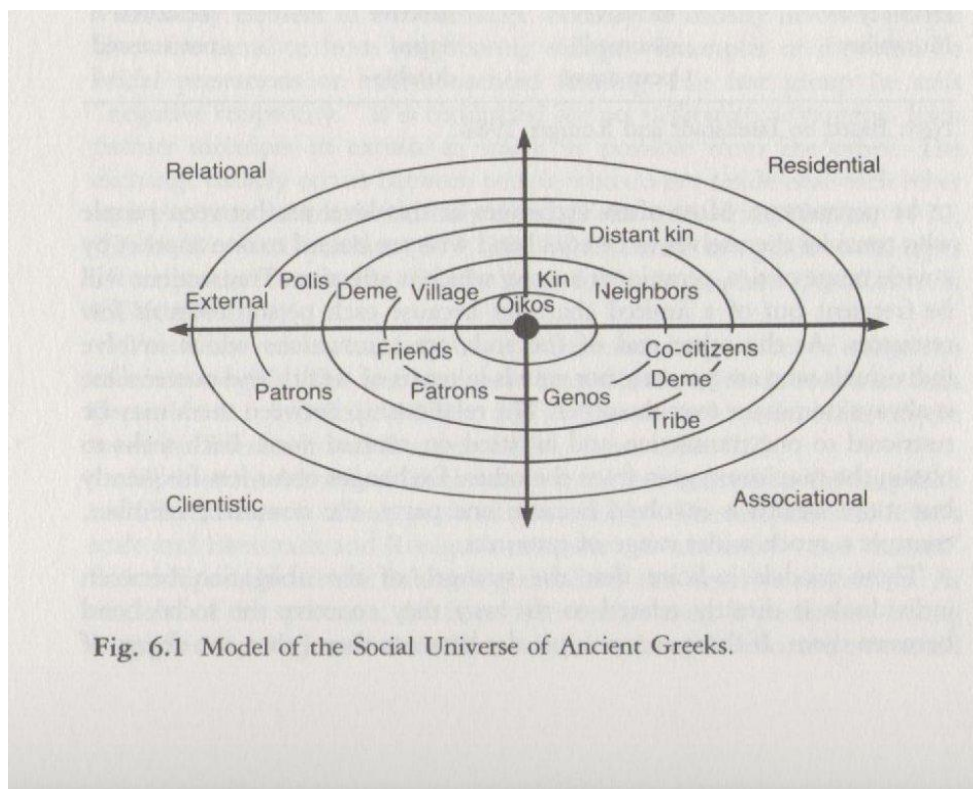 Relational
Residential
Distant kin
Polis
Deme
Village
Kin
Neighbors
External
Oikos
Friends
Co-citizens
Deme
Patrons
Patrons
Genos
Tribe
Clientistic
Associational
Fig. 6.1 Model of the Social Universe of Ancient Greeks.